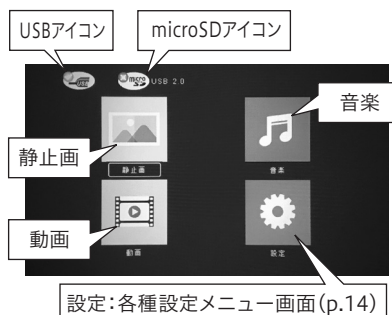 USBアイコン
microSDアイコン
USB
micro
SD
USB 2.0
音楽
静止画
静止画
音楽
動画
動画
設定
設定:各種設定メニュー画面(p.14)